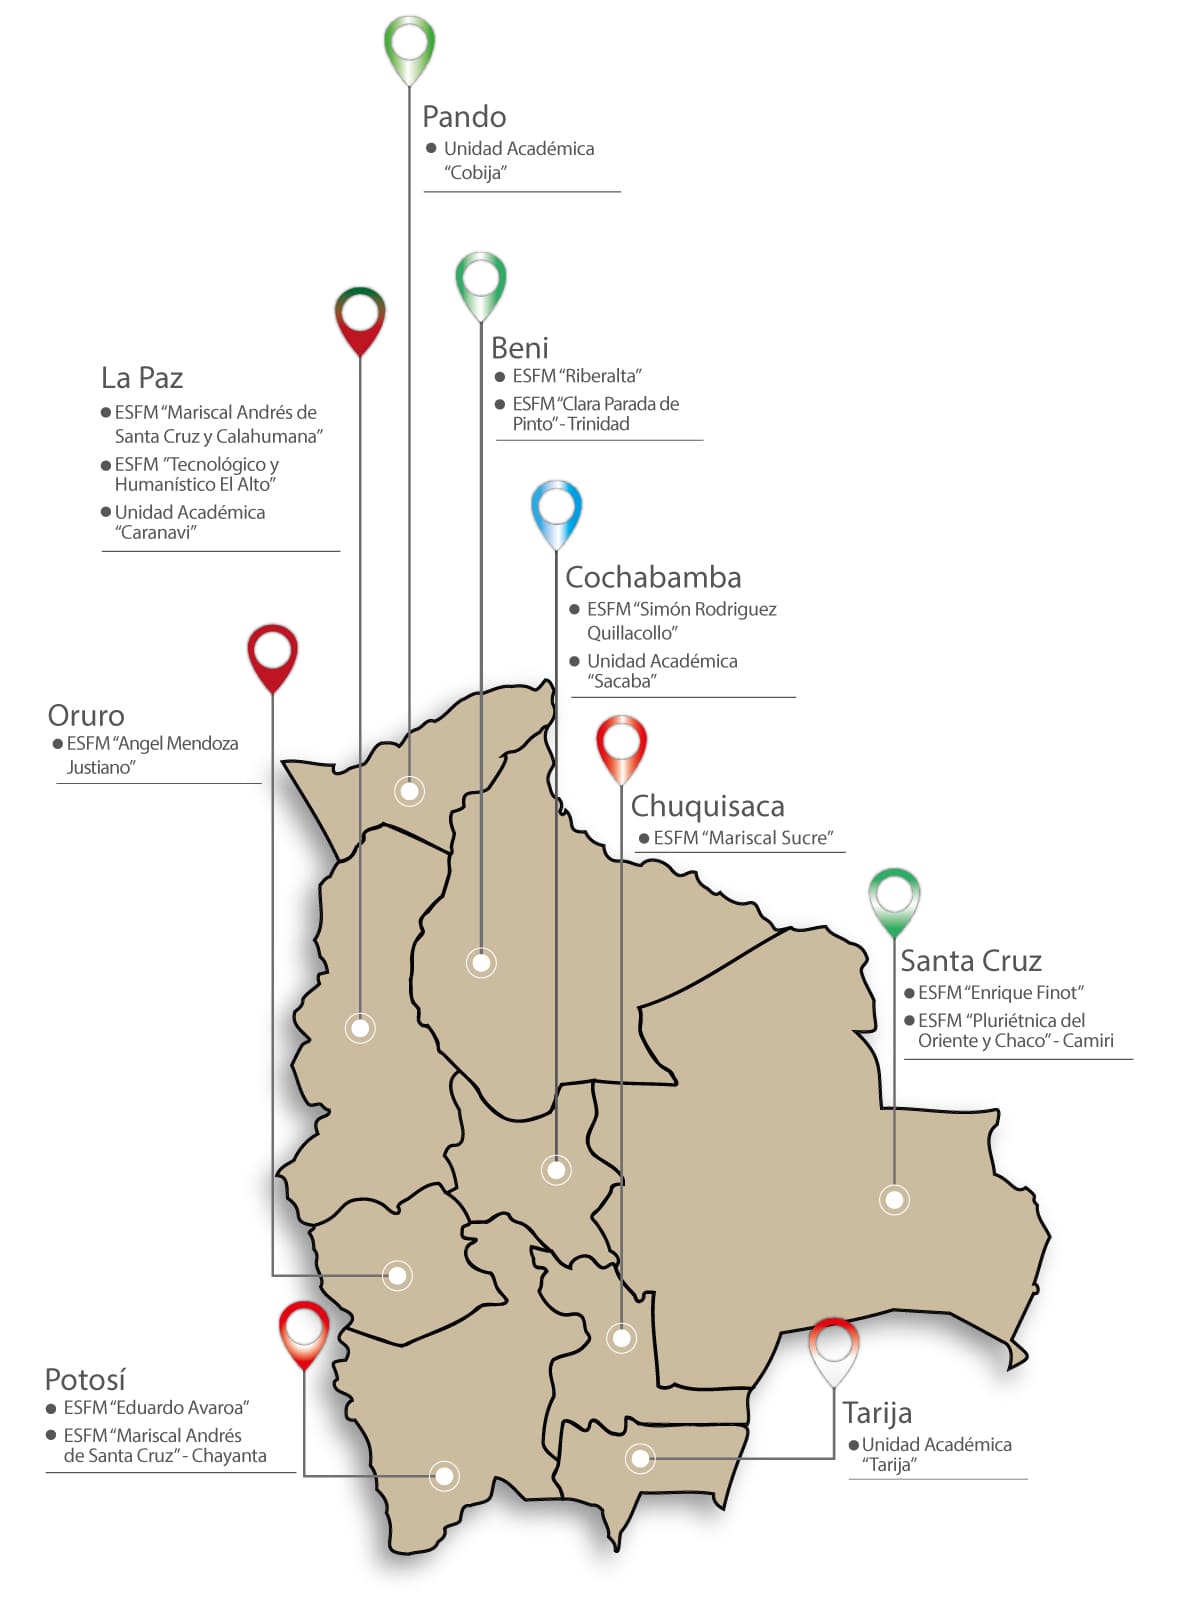 Pando
● Unidad Académica
“Cobija”
Beni
● ESFM “Riberalta”
● ESFM “Clara Parada de
Pinto” - Trinidad
La Paz
● ESFM “Mariscal Andrés de
Santa Cruz y Calahumana”
● ESFM ”Tecnológico y
Humanístico El Alto”
● Unidad Académica
“Caranavi”
Cochabamba
● ESFM “Simón Rodriguez
Quillacollo”
● Unidad Académica
“Sacaba”
Oruro
● ESFM “Angel Mendoza
Justiano”
Chuquisaca
● ESFM “Mariscal Sucre”
Santa Cruz
● ESFM “Enrique Finot”
● ESFM “Pluriétnica del
Oriente y Chaco” - Camiri
Potosí
● ESFM “Eduardo Avaroa”
● ESFM “Mariscal Andrés
de Santa Cruz” - Chayanta
Tarija
● Unidad Académica
“Tarija”